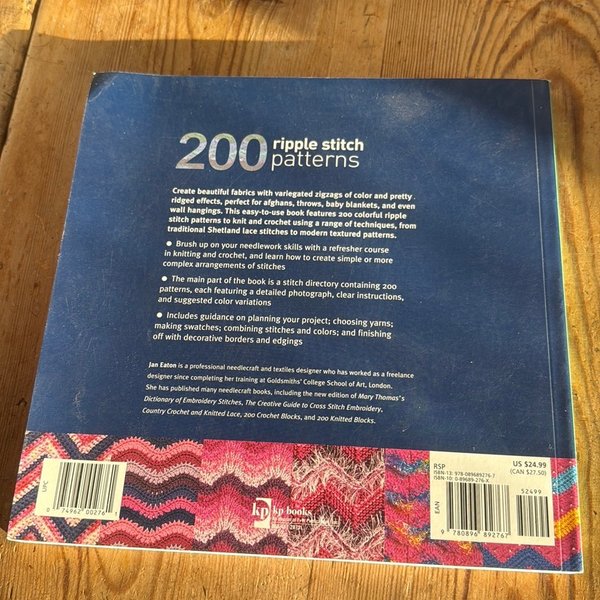 200 ripple stitch
patterns
Create beautiful fabrics with variegated zigzags of color and pretty
ridged effects, perfect for afghans, throws, baby blankets, and even
wall hangings. This easy-to-use book features 200 colorful ripple
stitch patterns to knit and crochet using a range of techniques, from
traditional Shetland lace stitches to modern textured patterns.
● Brush up on your needlework skills with a refresher course
in knitting and crochet, and learn how to create simple or more
complex arrangements of stitches
● The main part of the book is a stitch directory containing 200
patterns, each featuring a detailed photograph, clear instructions,
and suggested color variations
● Includes guidance on planning your project; choosing yarns;
making swatches; combining stitches and colors; and finishing
off with decorative borders and edgings
Jan Eaton is a professional needlecraft and textiles designer who has worked as a freelance
designer since completing her training at Goldsmiths' College School of Art, London.
She has published many needlecraft books, including the new edition of Mary Thomas's
Dictionary of Embroidery Stitches, The Creative Guide to Cross Stitch Embroidery,
Country Crochet and Knitted Lace, 200 Crochet Blocks, and 200 Knitted Blocks.
UPC
0 74962 00276 1
kp kp books
RSP US $24.99
ISBN-13: 978-089689276-7 (CAN $27.50)
ISBN-10: 0-89689-276-X
52499
EAN
9 780896 892767